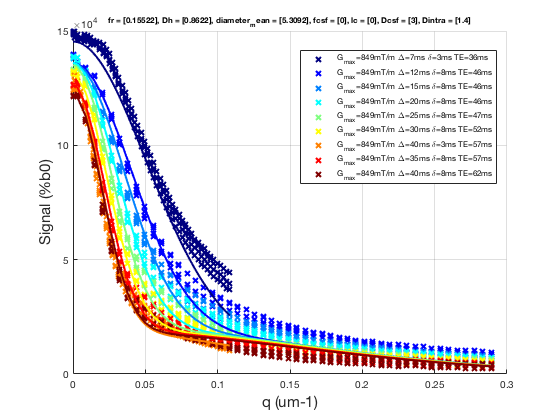 fr = [0.15522], Dh = [0.8622], diameter_mean = [5.3092], fcsf = [0], lc = [0], Dcsf = [3], Dintra = [1.4]
×10⁴
15
10
5
0
Signal (%b0)
G_max=849mT/m Δ=7ms δ=3ms TE=36ms
G_max=849mT/m Δ=12ms δ=8ms TE=46ms
G_max=849mT/m Δ=15ms δ=8ms TE=46ms
G_max=849mT/m Δ=20ms δ=8ms TE=46ms
G_max=849mT/m Δ=25ms δ=8ms TE=47ms
G_max=849mT/m Δ=30ms δ=8ms TE=52ms
G_max=849mT/m Δ=40ms δ=3ms TE=57ms
G_max=849mT/m Δ=35ms δ=8ms TE=57ms
G_max=849mT/m Δ=40ms δ=8ms TE=62ms
0 0.05 0.1 0.15 0.2 0.25 0.3
q (um-1)